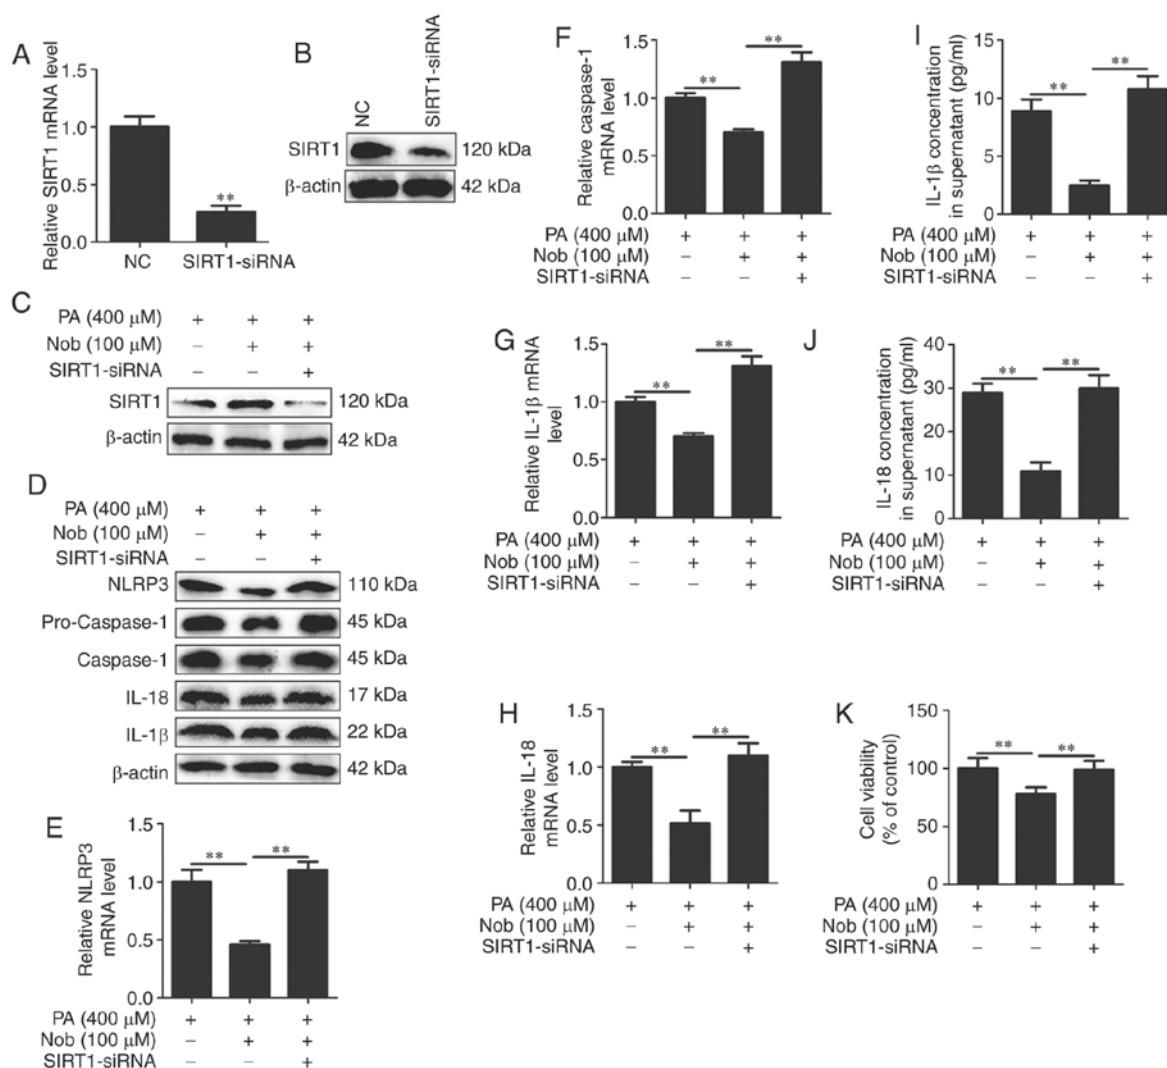 A
Relative SIRT1 mRNA level
1.5
1.0
0.5
0.0
**
NC
SIRT1-siRNA
B
NC
SIRT1-siRNA
SIRT1
120 kDa
β-actin
42 kDa
C
PA (400 µM)
+ + +
Nob (100 µM)
– + +
SIRT1-siRNA
– – +
SIRT1
120 kDa
β-actin
42 kDa
D
PA (400 µM)
+ + +
Nob (100 µM)
– + +
SIRT1-siRNA
– – +
NLRP3
110 kDa
Pro-Caspase-1
45 kDa
Caspase-1
45 kDa
IL-18
17 kDa
IL-1β
22 kDa
β-actin
42 kDa
E
Relative NLRP3
mRNA level
1.5
1.0
0.5
0.0
** **
PA (400 µM)
+ + +
Nob (100 µM)
– + +
SIRT1-siRNA
– – +
F
Relative caspase-1
mRNA level
1.5
1.0
0.5
0.0
** **
PA (400 µM)
+ + +
Nob (100 µM)
– + +
SIRT1-siRNA
– – +
G
Relative IL-1β mRNA
level
1.5
1.0
0.5
0.0
** **
PA (400 µM)
+ + +
Nob (100 µM)
– + +
SIRT1-siRNA
– – +
H
Relative IL-18
mRNA level
1.5
1.0
0.5
0.0
** **
PA (400 µM)
+ + +
Nob (100 µM)
– + +
SIRT1-siRNA
– – +
I
IL-1β concentration
in supernatant (pg/ml)
15
10
5
0
** **
PA (400 µM)
+ + +
Nob (100 µM)
– + +
SIRT1-siRNA
– – +
J
IL-18 concentration
in supernatant (pg/ml)
40
30
20
10
0
** **
PA (400 µM)
+ + +
Nob (100 µM)
– + +
SIRT1-siRNA
– – +
K
Cell viability
(% of control)
150
100
50
0
** **
PA (400 µM)
+ + +
Nob (100 µM)
– + +
SIRT1-siRNA
– – +